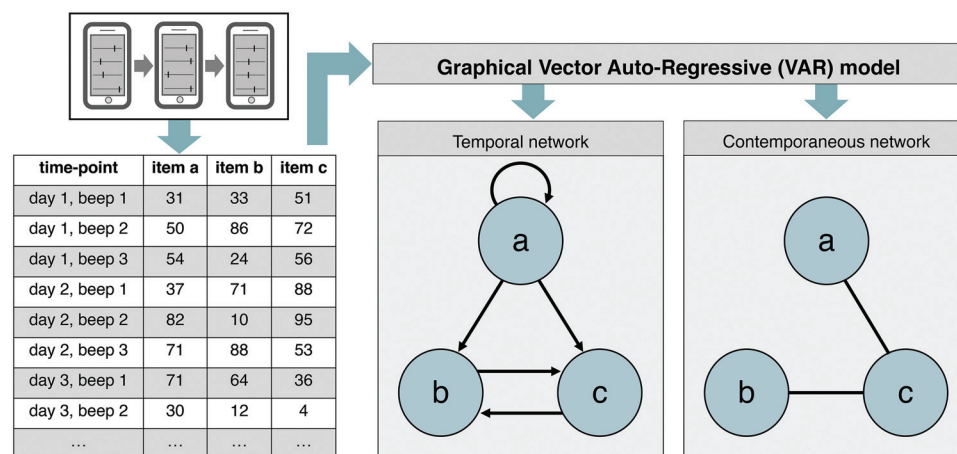 Graphical Vector Auto-Regressive (VAR) model
time-point item a item b item c
day 1, beep 1 31 33 51
day 1, beep 2 50 86 72
day 1, beep 3 54 24 56
day 2, beep 1 37 71 88
day 2, beep 2 82 10 95
day 2, beep 3 71 88 53
day 3, beep 1 71 64 36
day 3, beep 2 30 12 4
... ... ... ...
Temporal network
a
b c
Contemporaneous network
a
b c